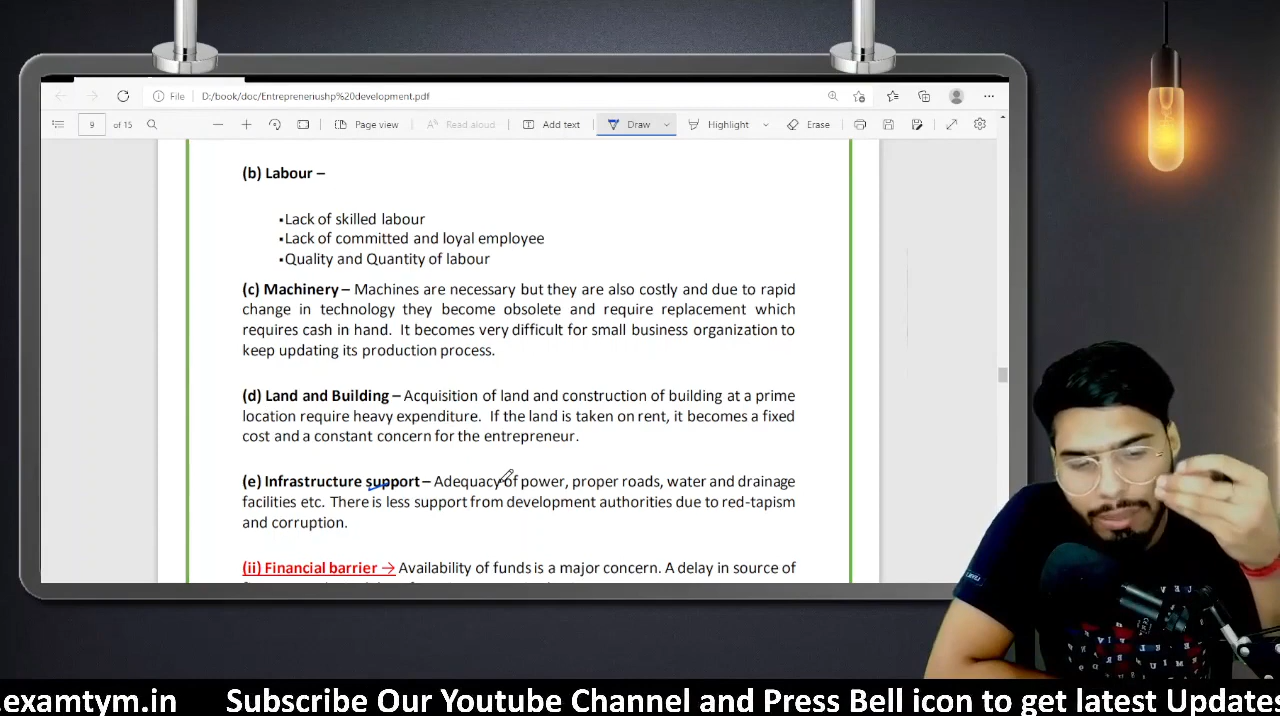 File D:/book/doc/Entrepreneriushp%20development.pdf
9 of 15 Page view Read aloud Add text Draw Highlight Erase
(b) Labour –
▪Lack of skilled labour
▪Lack of committed and loyal employee
▪Quality and Quantity of labour
(c) Machinery – Machines are necessary but they are also costly and due to rapid
change in technology they become obsolete and require replacement which
requires cash in hand. It becomes very difficult for small business organization to
keep updating its production process.
(d) Land and Building – Acquisition of land and construction of building at a prime
location require heavy expenditure. If the land is taken on rent, it becomes a fixed
cost and a constant concern for the entrepreneur.
(e) Infrastructure support – Adequacy of power, proper roads, water and drainage
facilities etc. There is less support from development authorities due to red-tapism
and corruption.
(ii) Financial barrier → Availability of funds is a major concern. A delay in source of
.examtym.in Subscribe Our Youtube Channel and Press Bell icon to get latest Updates